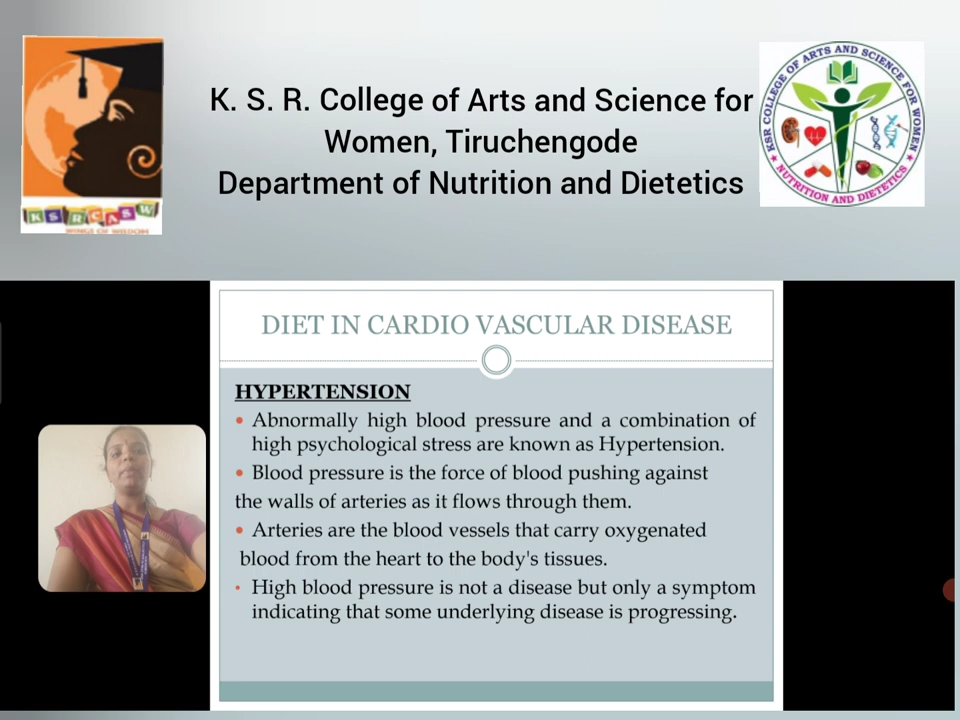 K. S. R. College of Arts and Science for
Women, Tiruchengode
Department of Nutrition and Dietetics
KSRCASW
WINGS OF WISDOM
KSR COLLEGE OF ARTS AND SCIENCE FOR WOMEN
NUTRITION AND DIETETICS
DIET IN CARDIO VASCULAR DISEASE
HYPERTENSION
• Abnormally high blood pressure and a combination of
high psychological stress are known as Hypertension.
• Blood pressure is the force of blood pushing against
the walls of arteries as it flows through them.
• Arteries are the blood vessels that carry oxygenated
blood from the heart to the body's tissues.
• High blood pressure is not a disease but only a symptom
indicating that some underlying disease is progressing.